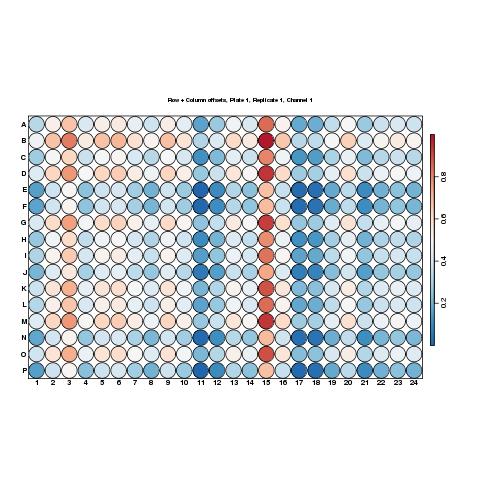 Row + Column offsets, Plate 1, Replicate 1, Channel 1
A
B
C
D
E
F
G
H
I
J
K
L
M
N
O
P
1 2 3 4 5 6 7 8 9 10 11 12 13 14 15 16 17 18 19 20 21 22 23 24
0.8
0.6
0.4
0.2